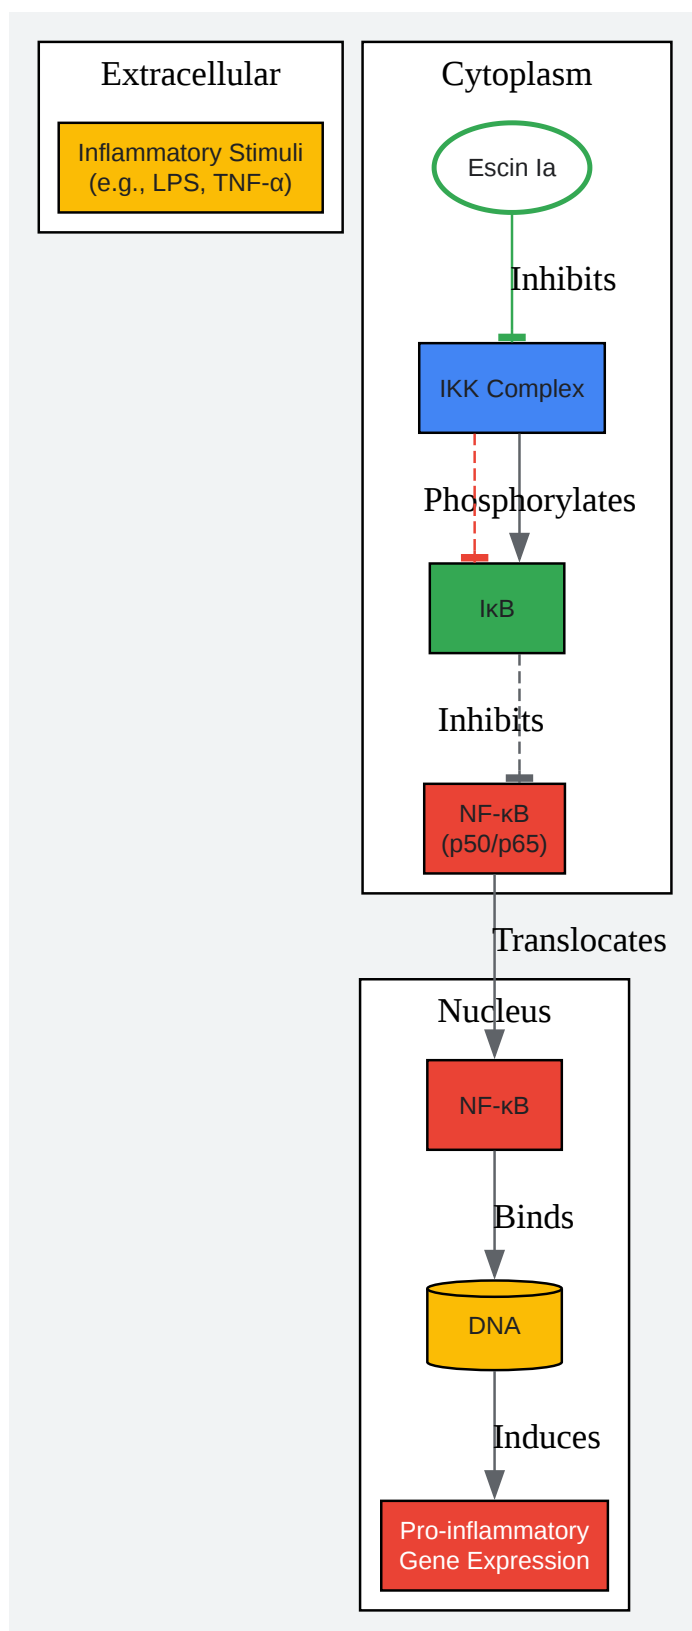 Extracellular
Inflammatory Stimuli
(e.g., LPS, TNF-α)
Cytoplasm
Escin Ia
Inhibits
IKK Complex
Phosphorylates
IκB
Inhibits
NF-κB
(p50/p65)
Translocates
Nucleus
NF-κB
Binds
DNA
Induces
Pro-inflammatory
Gene Expression